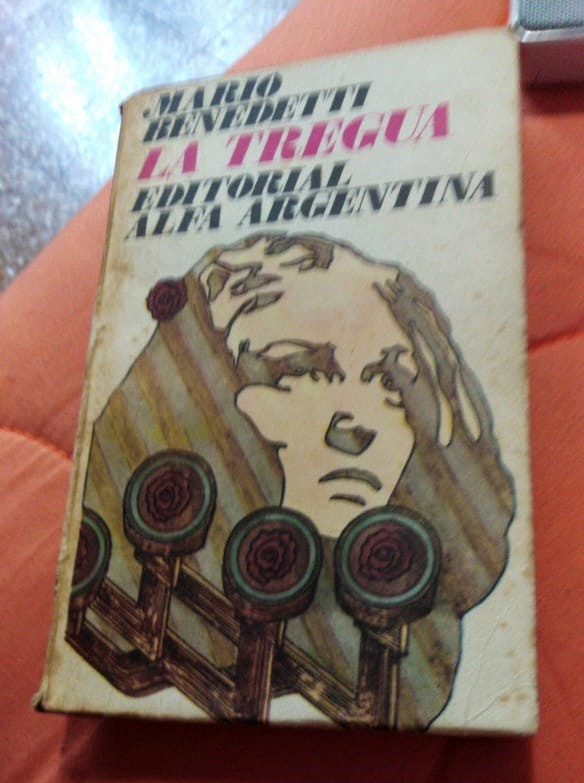 MARIO
BENEDETTI
LA TREGUA
EDITORIAL
ALFA ARGENTINA